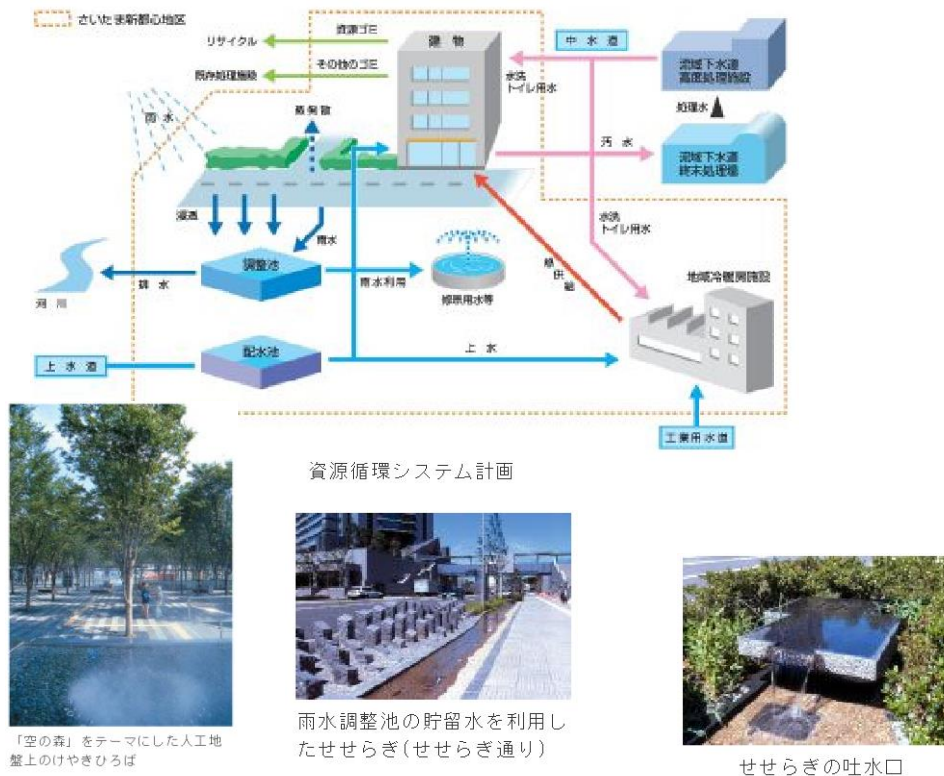 さいたま新都心地区
資源ゴミ
リサイクル
その他のゴミ
既存処理施設
建物
中水道
水洗
トイレ用水
流域下水道
高度処理施設
処理水
汚水
流域下水道
終末処理場
雨水
蒸発散
浸透
雨水
調整池
排水
河川
雨水利用
修景用水等
熱供給
水洗
トイレ用水
地域冷暖房施設
配水池
上水道
上水
工業用水道
資源循環システム計画
「空の森」をテーマにした人工地
盤上のけやきひろば
雨水調整池の貯留水を利用し
たせせらぎ(せせらぎ通り)
せせらぎの吐水口